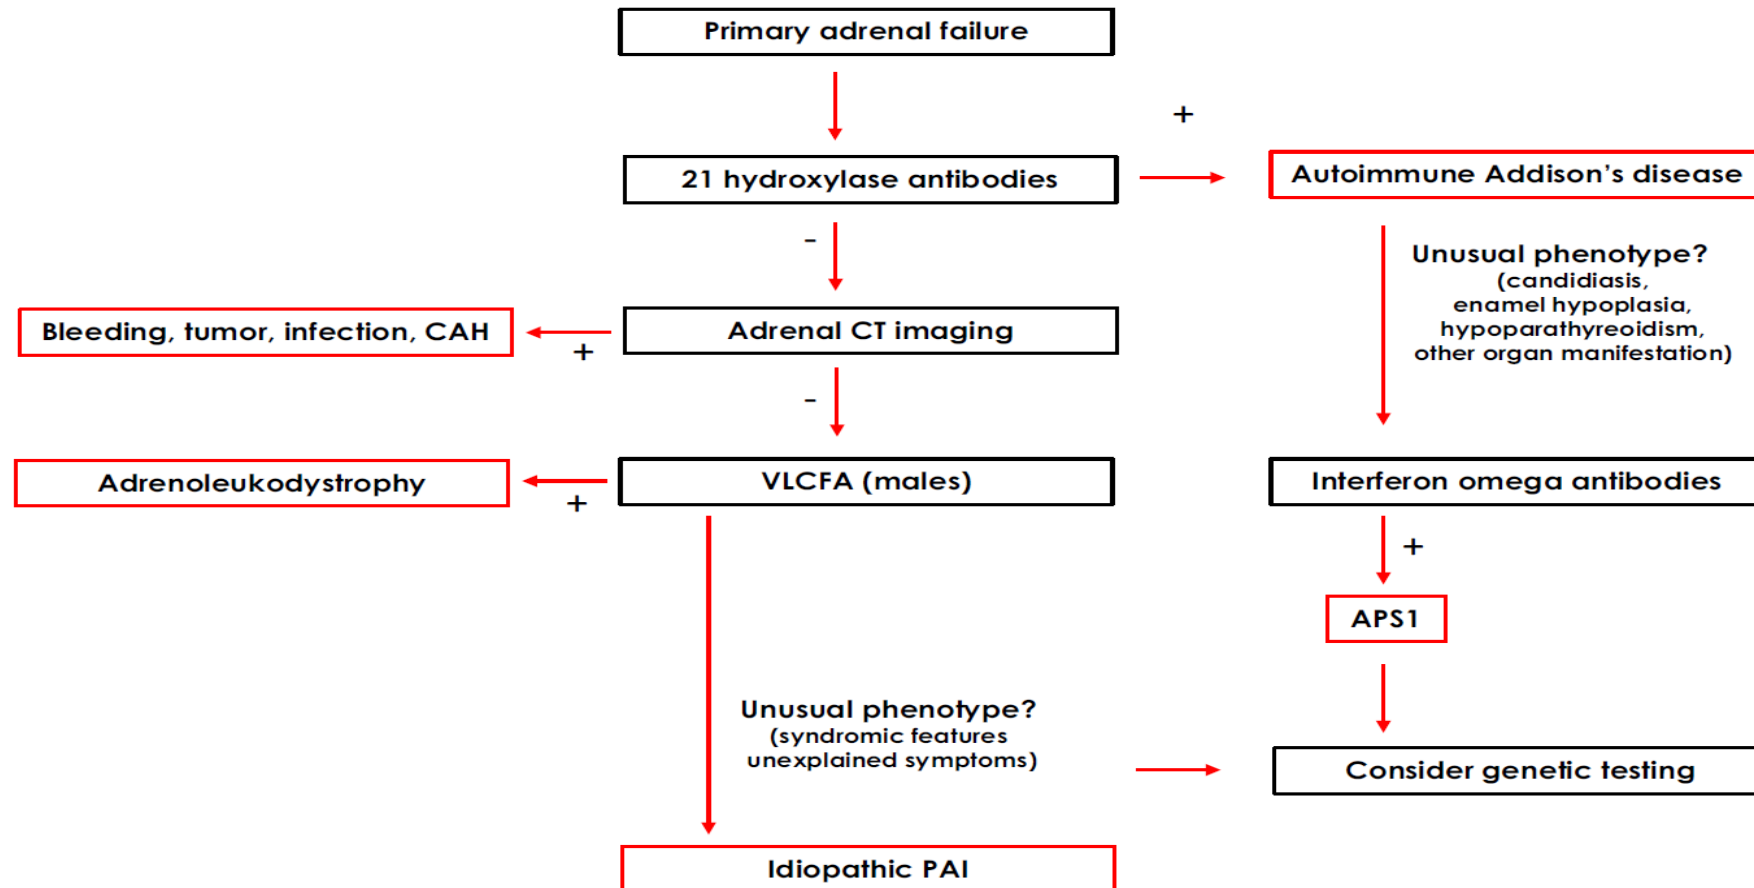 Primary adrenal failure
+
21 hydroxylase antibodies
Autoimmune Addison's disease
-
Unusual phenotype?
(candidiasis,
enamel hypoplasia,
hypoparathyreoidism,
other organ manifestation)
Bleeding, tumor, infection, CAH
+
Adrenal CT imaging
-
Adrenoleukodystrophy
+
VLCFA (males)
Interferon omega antibodies
+
APS1
Unusual phenotype?
(syndromic features
unexplained symptoms)
Consider genetic testing
Idiopathic PAI